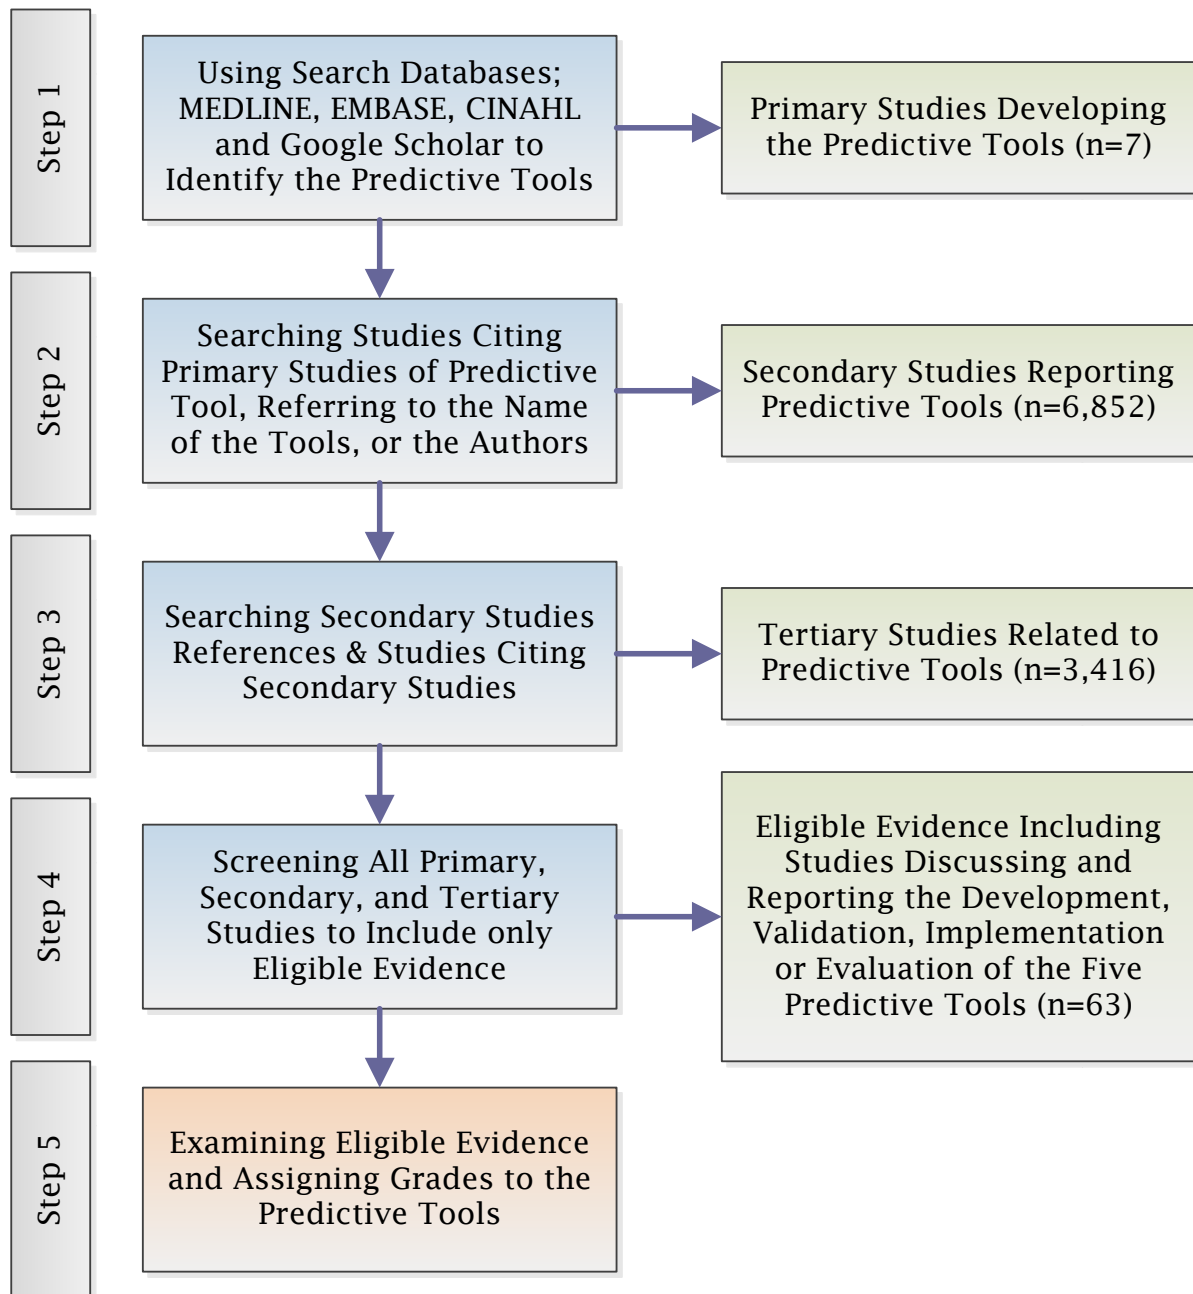 Step 1
Using Search Databases;
MEDLINE, EMBASE, CINAHL
and Google Scholar to
Identify the Predictive Tools
Primary Studies Developing
the Predictive Tools (n=7)
Step 2
Searching Studies Citing
Primary Studies of Predictive
Tool, Referring to the Name
of the Tools, or the Authors
Secondary Studies Reporting
Predictive Tools (n=6,852)
Step 3
Searching Secondary Studies
References & Studies Citing
Secondary Studies
Tertiary Studies Related to
Predictive Tools (n=3,416)
Step 4
Screening All Primary,
Secondary, and Tertiary
Studies to Include only
Eligible Evidence
Eligible Evidence Including
Studies Discussing and
Reporting the Development,
Validation, Implementation
or Evaluation of the Five
Predictive Tools (n=63)
Step 5
Examining Eligible Evidence
and Assigning Grades to the
Predictive Tools